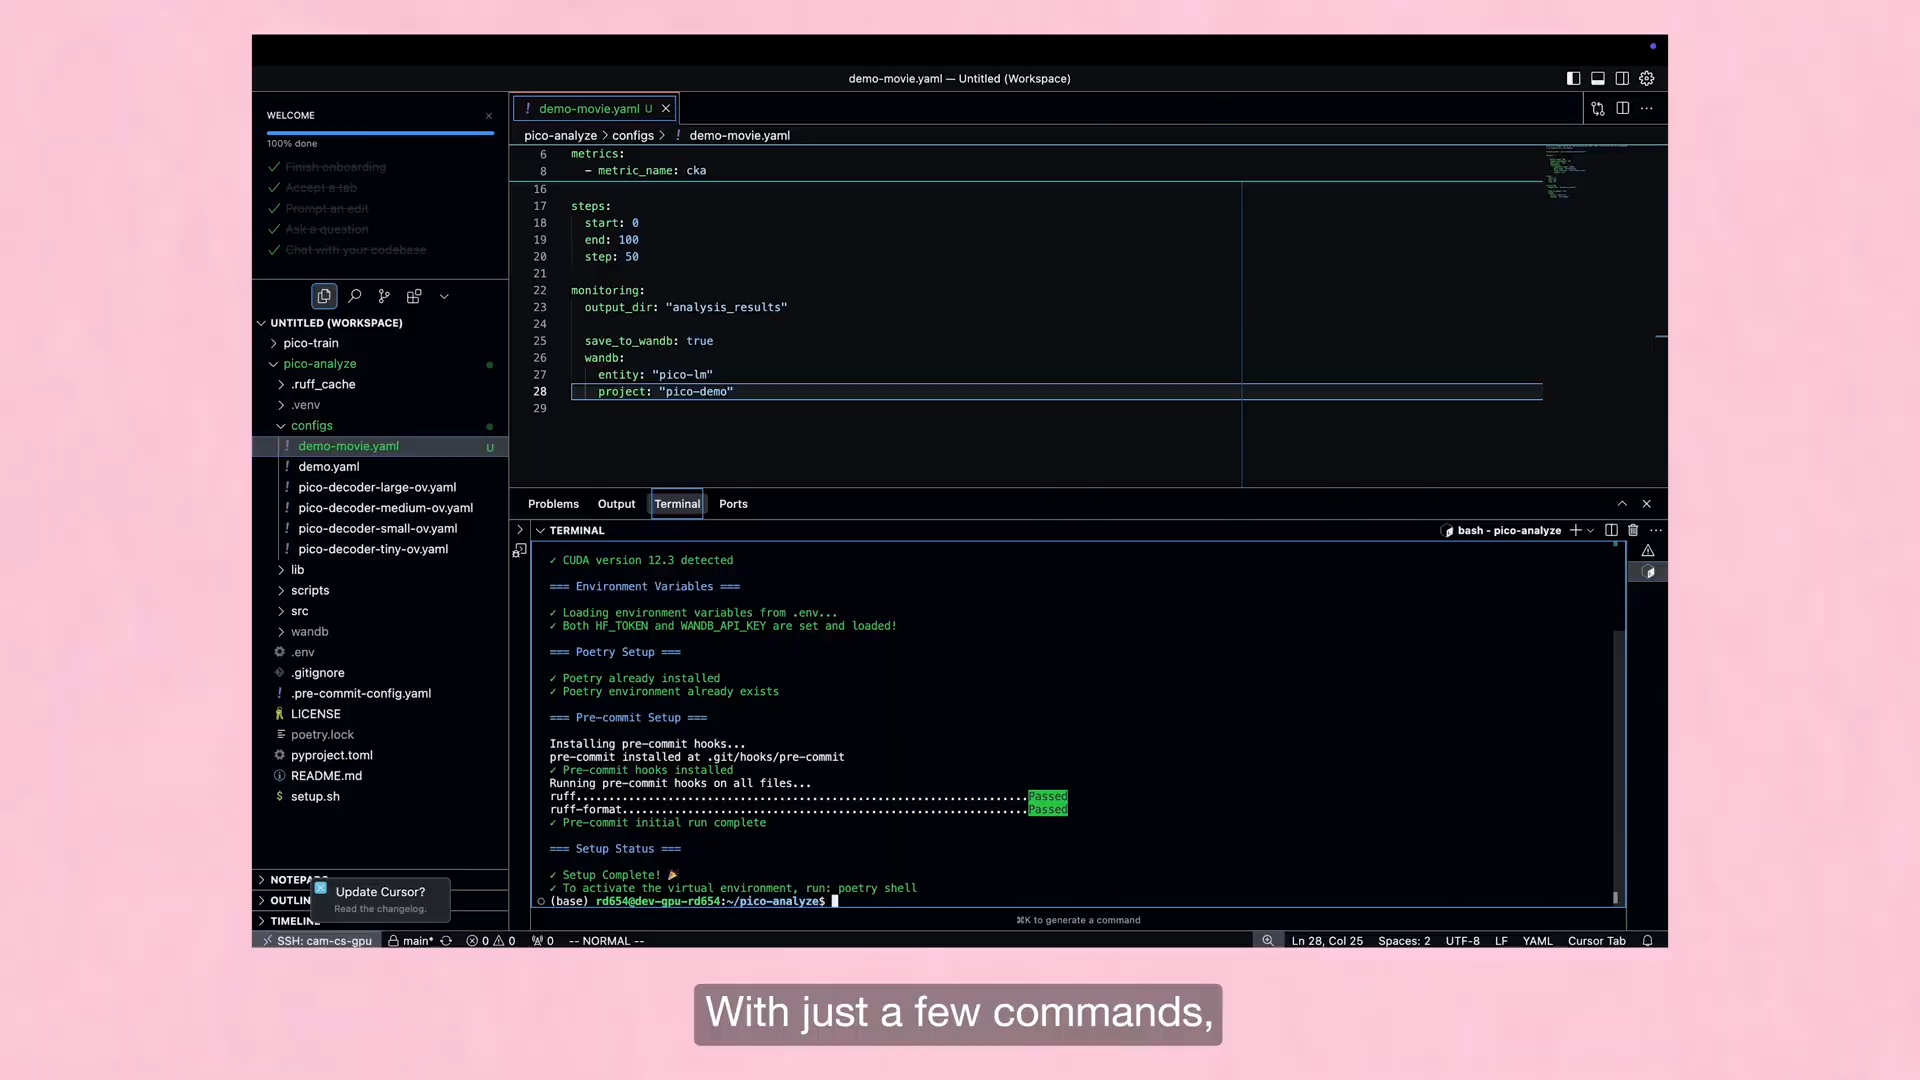 demo-movie.yaml — Untitled (Workspace)
WELCOME
100% done
Finish onboarding
Accept a tab
Prompt an edit
Ask a question
Chat with your codebase
UNTITLED (WORKSPACE)
pico-train
pico-analyze
.ruff_cache
.venv
configs
! demo-movie.yaml U
! demo.yaml
! pico-decoder-large-ov.yaml
! pico-decoder-medium-ov.yaml
! pico-decoder-small-ov.yaml
! pico-decoder-tiny-ov.yaml
lib
scripts
src
wandb
.env
.gitignore
! .pre-commit-config.yaml
LICENSE
poetry.lock
pyproject.toml
README.md
$ setup.sh
NOTEPADS
OUTLIN
TIMELINE
Update Cursor?
Read the changelog.
! demo-movie.yaml U
pico-analyze > configs > ! demo-movie.yaml
6 metrics:
8 - metric_name: cka
16
17 steps:
18 start: 0
19 end: 100
20 step: 50
21
22 monitoring:
23 output_dir: "analysis_results"
24
25 save_to_wandb: true
26 wandb:
27 entity: "pico-lm"
28 project: "pico-demo"
29
Problems Output Terminal Ports
TERMINAL
bash - pico-analyze
✓ CUDA version 12.3 detected
=== Environment Variables ===
✓ Loading environment variables from .env...
✓ Both HF_TOKEN and WANDB_API_KEY are set and loaded!
=== Poetry Setup ===
✓ Poetry already installed
✓ Poetry environment already exists
=== Pre-commit Setup ===
Installing pre-commit hooks...
pre-commit installed at .git/hooks/pre-commit
✓ Pre-commit hooks installed
Running pre-commit hooks on all files...
ruff.....................................................................Passed
ruff-format..............................................................Passed
✓ Pre-commit initial run complete
=== Setup Status ===
✓ Setup Complete! 🎉
✓ To activate the virtual environment, run: poetry shell
(base) rd654@dev-gpu-rd654:~/pico-analyze$
⌘K to generate a command
SSH: cam-cs-gpu main* 0 0 0 -- NORMAL -- Ln 28, Col 25 Spaces: 2 UTF-8 LF YAML Cursor Tab
With just a few commands,